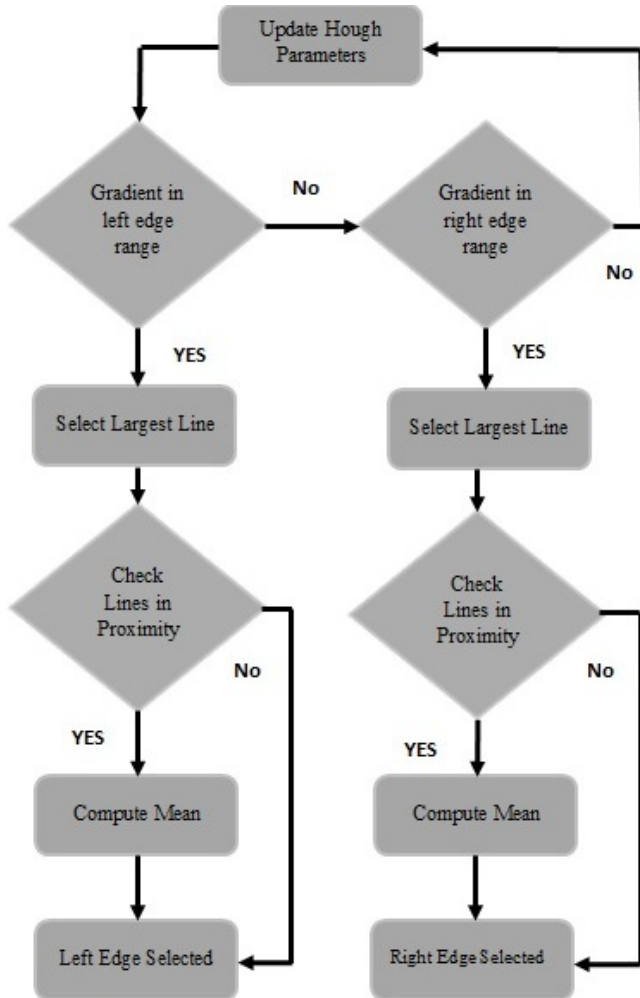 Update Hough
Parameters
Gradient in
left edge
range
No
Gradient in
right edge
range
No
YES
YES
Select Largest Line
Select Largest Line
Check
Lines in
Proximity
No
Check
Lines in
Proximity
No
YES
YES
Compute Mean
Compute Mean
Left Edge Selected
Right Edge Selected